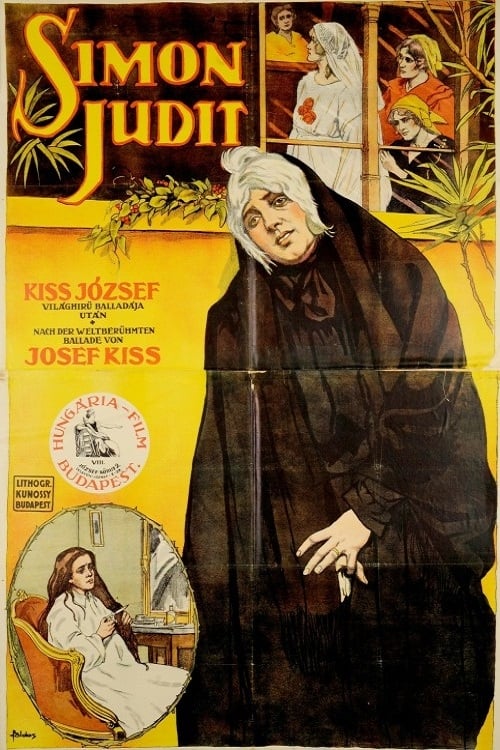 SIMON
JUDIT
KISS JÓZSEF
VILÁGHIRÜ BALLADÁJA
UTÁN
NACH DER WELTBERÜHMTEN
BALLADE VON
JOSEF KISS
HUNGÁRIA-FILM
VIII.
BUDAPEST.
LITHOGR.
KUNOSSY
BUDAPEST